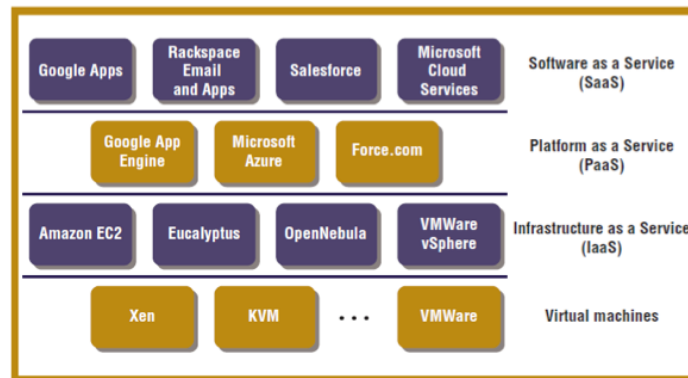 Google Apps
Rackspace
Email
and Apps
Salesforce
Microsoft
Cloud
Services
Software as a Service
(SaaS)
Google App
Engine
Microsoft
Azure
Force.com
Platform as a Service
(PaaS)
Amazon EC2
Eucalyptus
OpenNebula
VMWare
vSphere
Infrastructure as a Service
(IaaS)
Xen
KVM
...
VMWare
Virtual machines